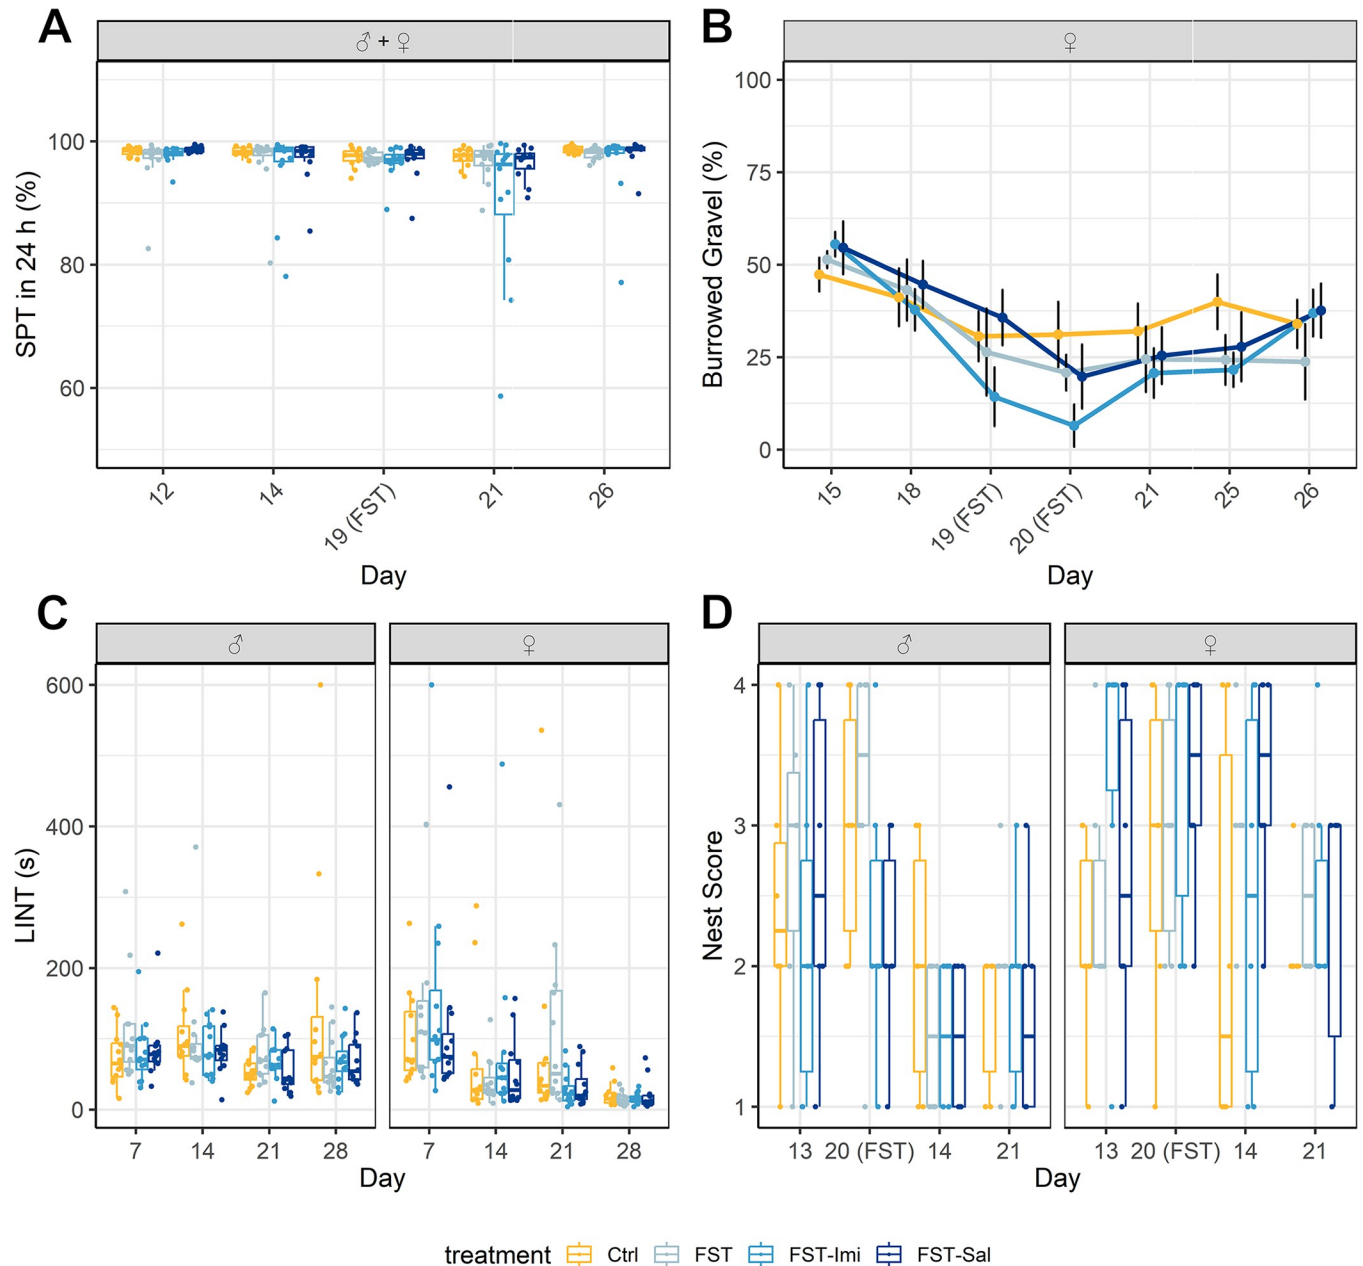 A
♂ + ♀
SPT in 24 h (%)
100
80
60
12
14
19 (FST)
21
26
Day
B
♀
Burrowed Gravel (%)
100
75
50
25
0
15
18
19 (FST)
20 (FST)
21
25
26
Day
C
♂
♀
LINT (s)
600
400
200
0
7 14 21 28
7 14 21 28
Day
D
♂
♀
Nest Score
4
3
2
1
13 20 (FST) 14 21
13 20 (FST) 14 21
Day
treatment Ctrl FST FST-Imi FST-Sal